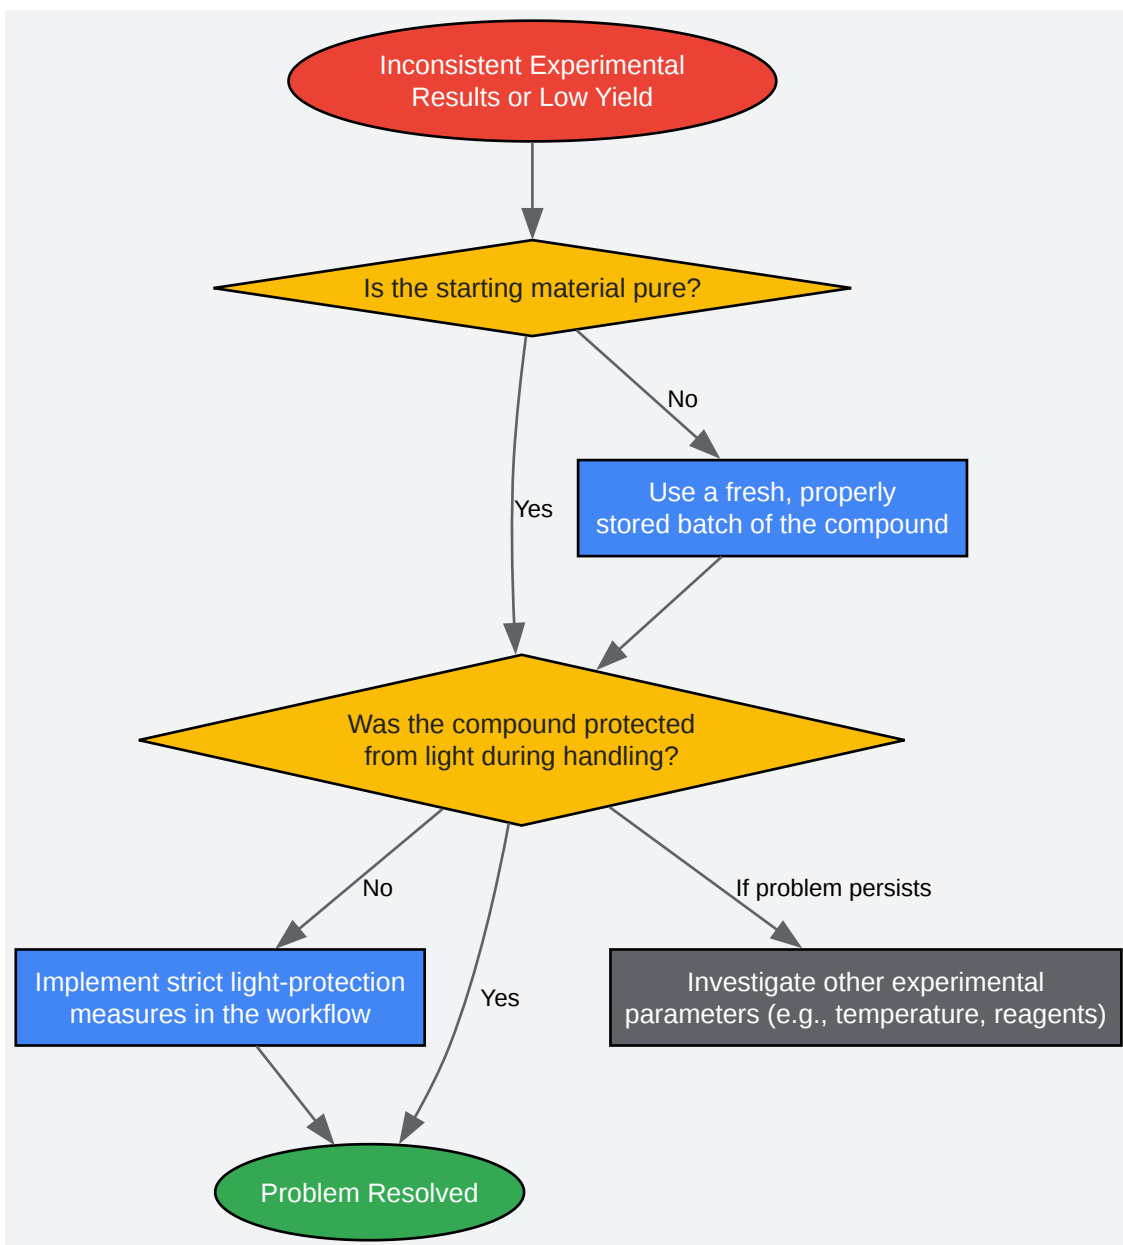 Inconsistent Experimental
Results or Low Yield
Is the starting material pure?
No
Use a fresh, properly
stored batch of the compound
Yes
Was the compound protected
from light during handling?
No
If problem persists
Implement strict light-protection
measures in the workflow
Yes
Investigate other experimental
parameters (e.g., temperature, reagents)
Problem Resolved